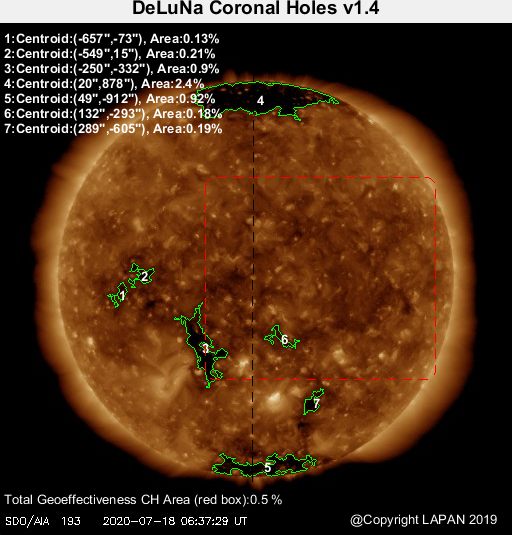 DeLuNa Coronal Holes v1.4
1:Centroid:(-657",-73"), Area:0.13%
2:Centroid:(-549",15"), Area:0.21%
3:Centroid:(-250",-332"), Area:0.9%
4:Centroid:(20",878"), Area:2.4%
5:Centroid:(49",-912"), Area:0.92%
6:Centroid:(132",-293"), Area:0.18%
7:Centroid:(289",-605"), Area:0.19%
4
2
1
6
3
7
5
Total Geoeffectiveness CH Area (red box):0.5 %
SDO/AIA 193 2020-07-18 06:37:29 UT
@Copyright LAPAN 2019